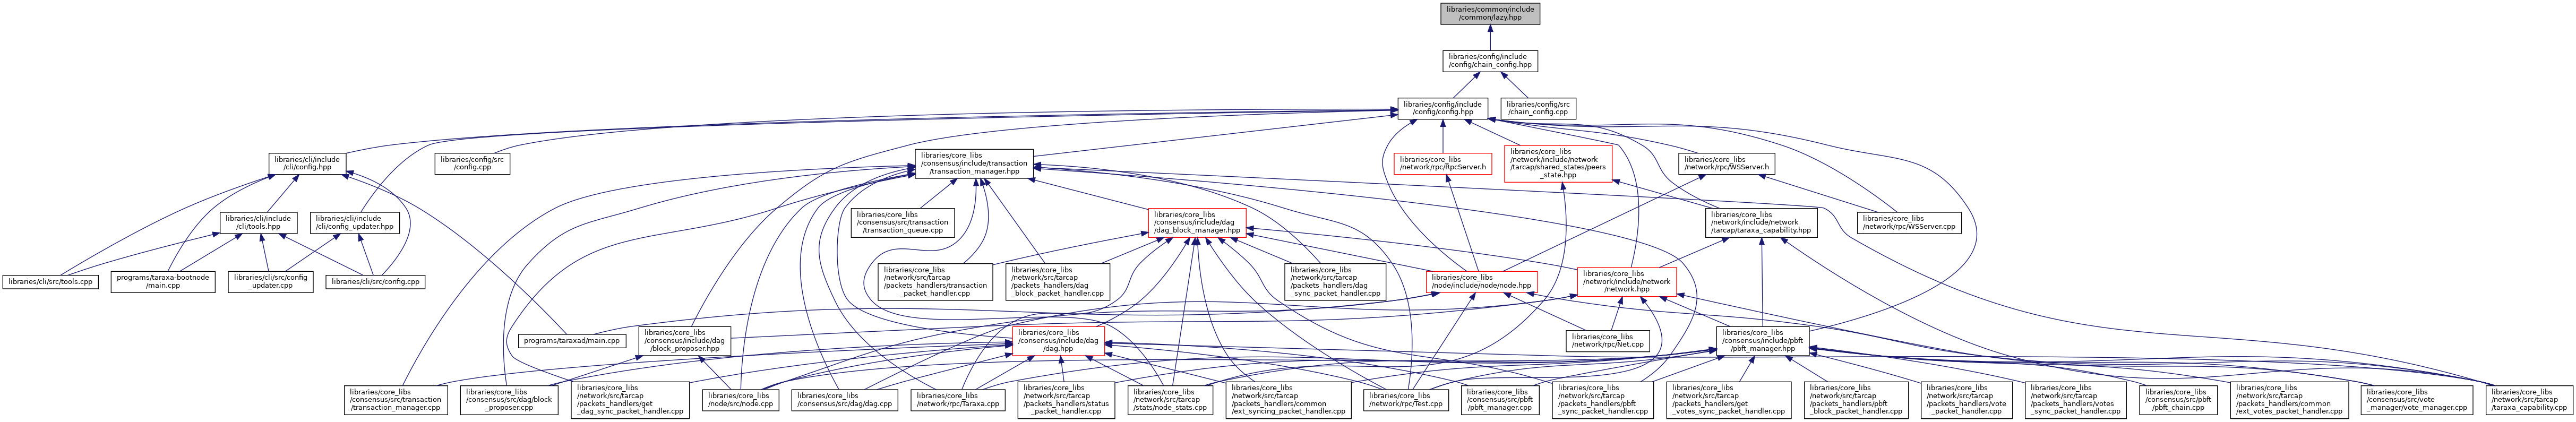 libraries/common/include
/common/lazy.hpp
libraries/config/include
/config/chain_config.hpp
libraries/config/include
/config/config.hpp
libraries/config/src
/chain_config.cpp
libraries/cli/include
/cli/config.hpp
libraries/config/src
/config.cpp
libraries/core_libs
/consensus/include/transaction
/transaction_manager.hpp
libraries/core_libs
/network/rpc/RpcServer.h
libraries/core_libs
/network/include/network
/tarcap/shared_states/peers
_state.hpp
libraries/core_libs
/network/rpc/WSServer.h
libraries/cli/include
/cli/tools.hpp
libraries/cli/include
/cli/config_updater.hpp
libraries/core_libs
/consensus/src/transaction
/transaction_queue.cpp
libraries/core_libs
/consensus/include/dag
/dag_block_manager.hpp
libraries/core_libs
/network/include/network
/tarcap/taraxa_capability.hpp
libraries/core_libs
/network/rpc/WSServer.cpp
libraries/cli/src/tools.cpp
programs/taraxa-bootnode
/main.cpp
libraries/cli/src/config
_updater.cpp
libraries/cli/src/config.cpp
libraries/core_libs
/network/src/tarcap
/packets_handlers/transaction
_packet_handler.cpp
libraries/core_libs
/network/src/tarcap
/packets_handlers/dag
_block_packet_handler.cpp
libraries/core_libs
/network/src/tarcap
/packets_handlers/dag
_sync_packet_handler.cpp
libraries/core_libs
/node/include/node/node.hpp
libraries/core_libs
/network/include/network
/network.hpp
programs/taraxad/main.cpp
libraries/core_libs
/consensus/include/dag
/block_proposer.hpp
libraries/core_libs
/consensus/include/dag
/dag.hpp
libraries/core_libs
/network/rpc/Net.cpp
libraries/core_libs
/consensus/include/pbft
/pbft_manager.hpp
libraries/core_libs
/consensus/src/transaction
/transaction_manager.cpp
libraries/core_libs
/consensus/src/dag/block
_proposer.cpp
libraries/core_libs
/network/src/tarcap
/packets_handlers/get
_dag_sync_packet_handler.cpp
libraries/core_libs
/node/src/node.cpp
libraries/core_libs
/consensus/src/dag/dag.cpp
libraries/core_libs
/network/rpc/Taraxa.cpp
libraries/core_libs
/network/src/tarcap
/packets_handlers/status
_packet_handler.cpp
libraries/core_libs
/network/src/tarcap
/stats/node_stats.cpp
libraries/core_libs
/network/src/tarcap
/packets_handlers/common
/ext_syncing_packet_handler.cpp
libraries/core_libs
/network/rpc/Test.cpp
libraries/core_libs
/consensus/src/pbft
/pbft_manager.cpp
libraries/core_libs
/network/src/tarcap
/packets_handlers/pbft
_sync_packet_handler.cpp
libraries/core_libs
/network/src/tarcap
/packets_handlers/get
_votes_sync_packet_handler.cpp
libraries/core_libs
/network/src/tarcap
/packets_handlers/pbft
_block_packet_handler.cpp
libraries/core_libs
/network/src/tarcap
/packets_handlers/vote
_packet_handler.cpp
libraries/core_libs
/network/src/tarcap
/packets_handlers/votes
_sync_packet_handler.cpp
libraries/core_libs
/consensus/src/pbft
/pbft_chain.cpp
libraries/core_libs
/network/src/tarcap
/packets_handlers/common
/ext_votes_packet_handler.cpp
libraries/core_libs
/consensus/src/vote
_manager/vote_manager.cpp
libraries/core_libs
/network/src/tarcap
/taraxa_capability.cpp